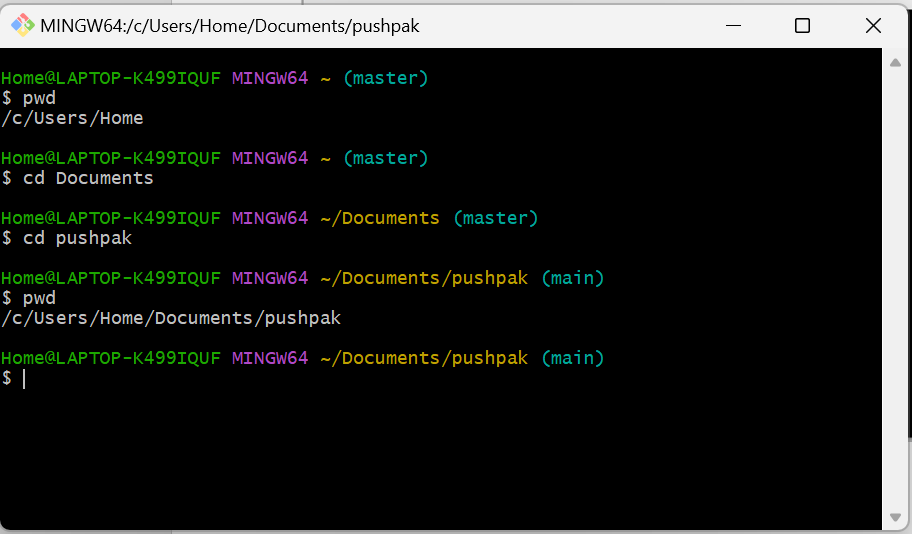 MINGW64:/c/Users/Home/Documents/pushpak
Home@LAPTOP-K499IQUF MINGW64 ~ (master)
$ pwd
/c/Users/Home
Home@LAPTOP-K499IQUF MINGW64 ~ (master)
$ cd Documents
Home@LAPTOP-K499IQUF MINGW64 ~/Documents (master)
$ cd pushpak
Home@LAPTOP-K499IQUF MINGW64 ~/Documents/pushpak (main)
$ pwd
/c/Users/Home/Documents/pushpak
Home@LAPTOP-K499IQUF MINGW64 ~/Documents/pushpak (main)
$